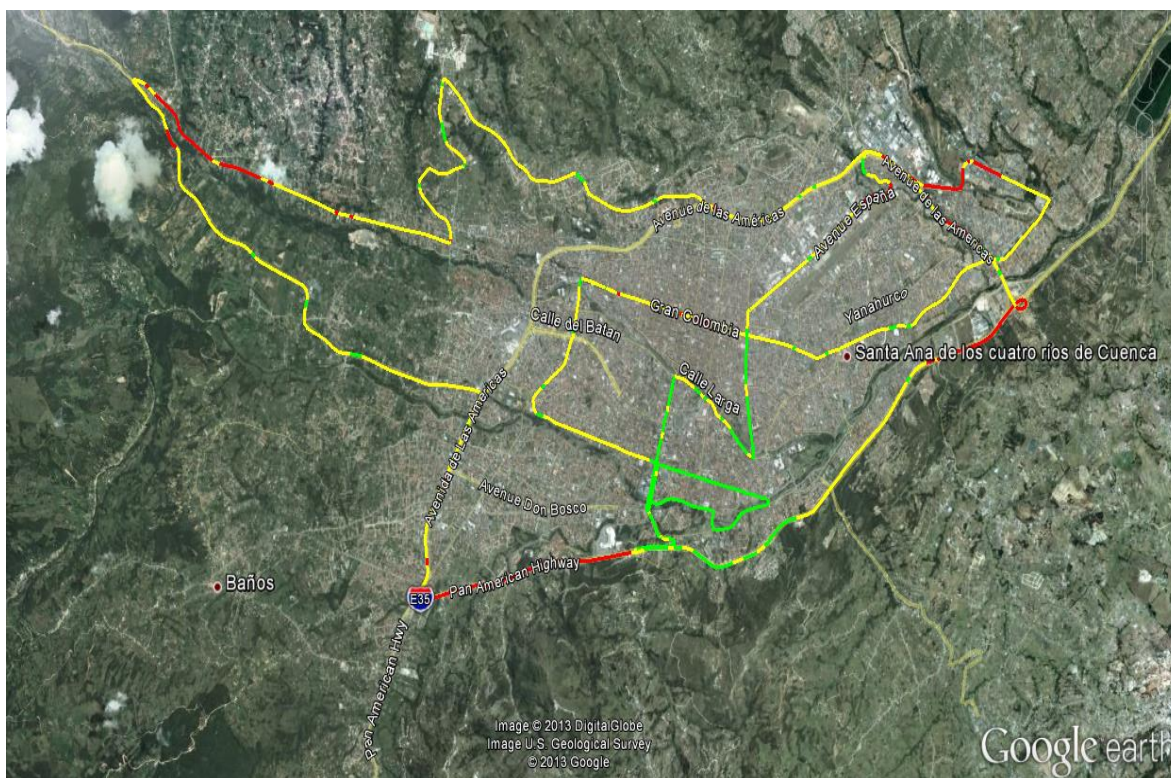 Avenue de las Américas
Avenue de las Americas
Avenue España
Yanahurco
Gran Colombia
Calle del Batan
Santa Ana de los cuatro ríos de Cuenca
Calle Larga
Avenida de Las Americas
Avenue Don Bosco
Pan American Highway
Baños
E35
Pan American Hwy
Image © 2013 DigitalGlobe
Image U.S. Geological Survey
© 2013 Google
Google earth